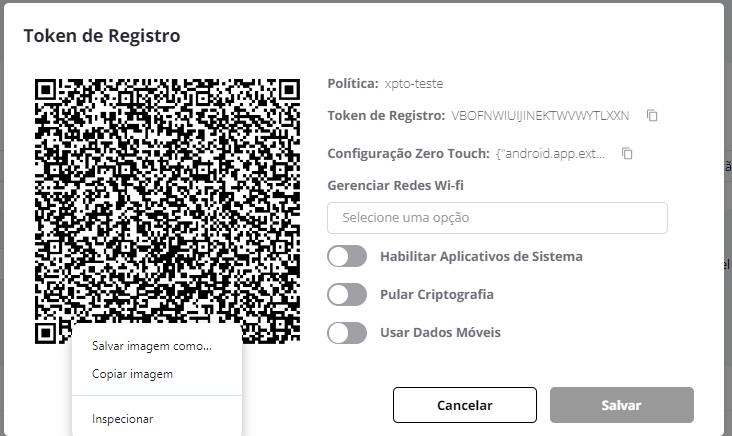 Token de Registro
Política: xpto-teste
Token de Registro: VBOFNWIUIJINEKTWVWYTLXXN
Configuração Zero Touch: {"android.app.ext...
Gerenciar Redes Wi-fi
Selecione uma opção
Habilitar Aplicativos de Sistema
Pular Criptografia
Usar Dados Móveis
Salvar imagem como...
Copiar imagem
Inspecionar
Cancelar
Salvar